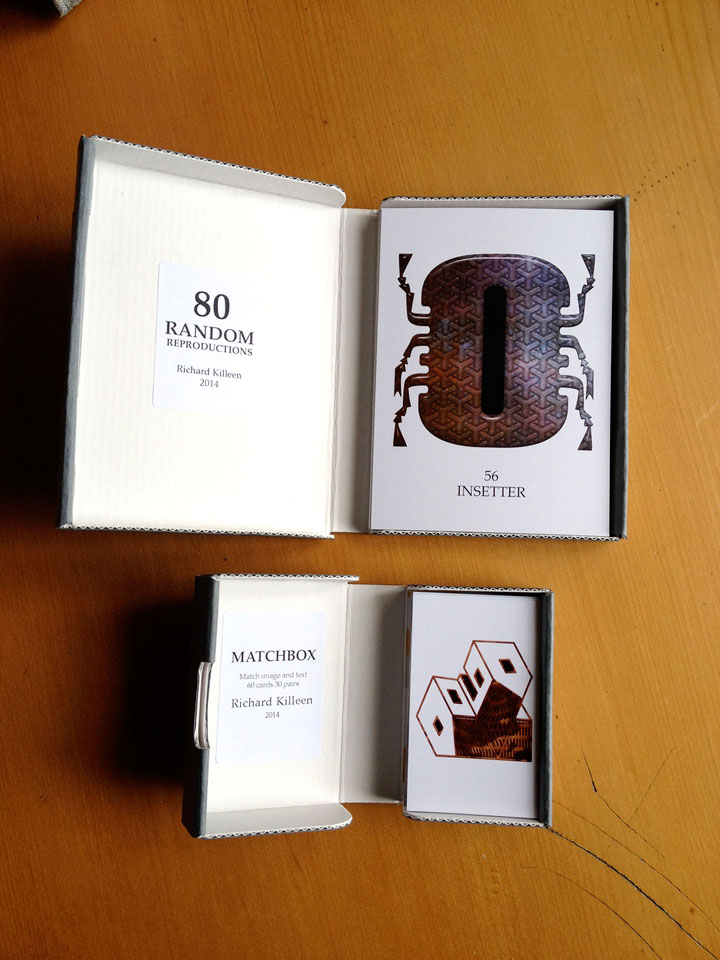 80
RANDOM
REPRODUCTIONS
Richard Killeen
2014
56
INSETTER
MATCHBOX
Match image and text
60 cards 30 pairs
Richard Killeen
2014